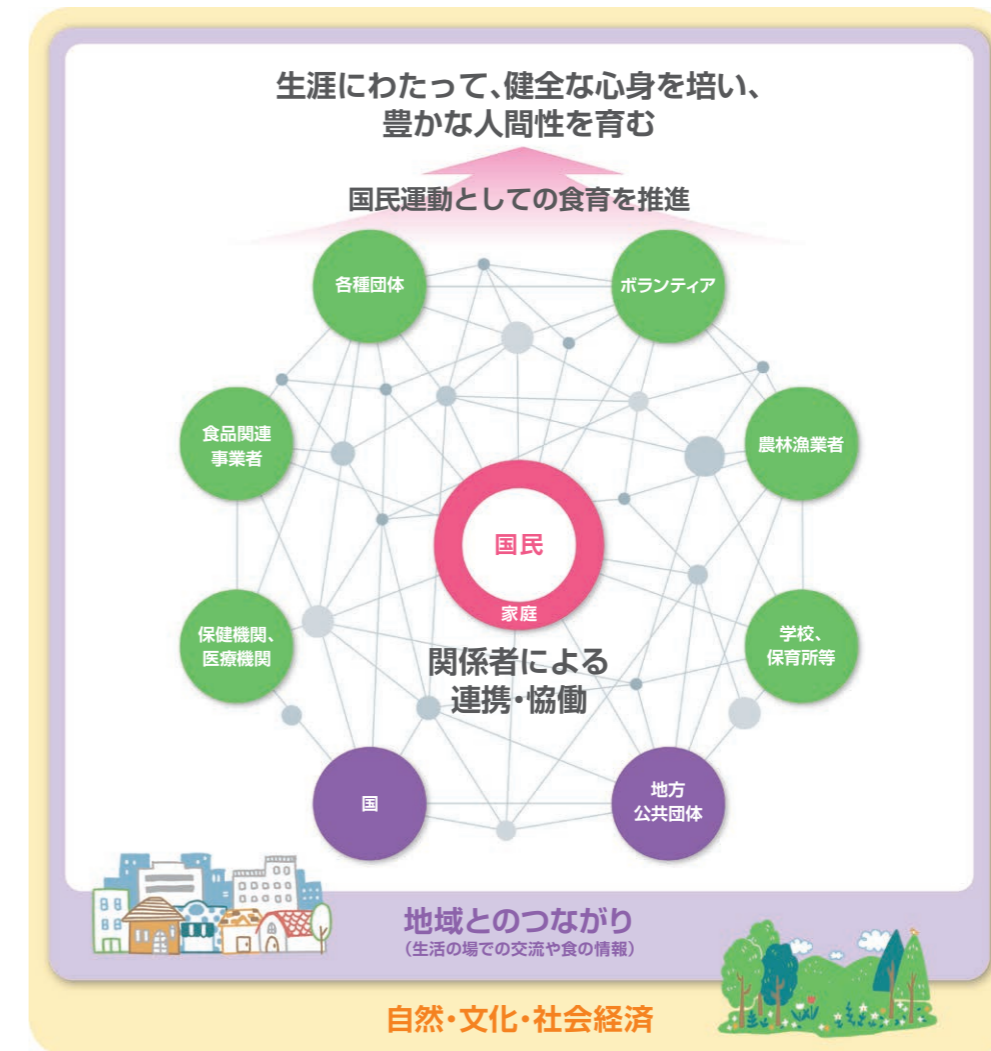 生涯にわたって、健全な心身を培い、
豊かな人間性を育む
国民運動としての食育を推進
各種団体
ボランティア
食品関連
事業者
農林漁業者
国民
家庭
保健機関、
医療機関
学校、
保育所等
関係者による
連携・協働
国
地方
公共団体
地域とのつながり
（生活の場での交流や食の情報）
自然・文化・社会経済